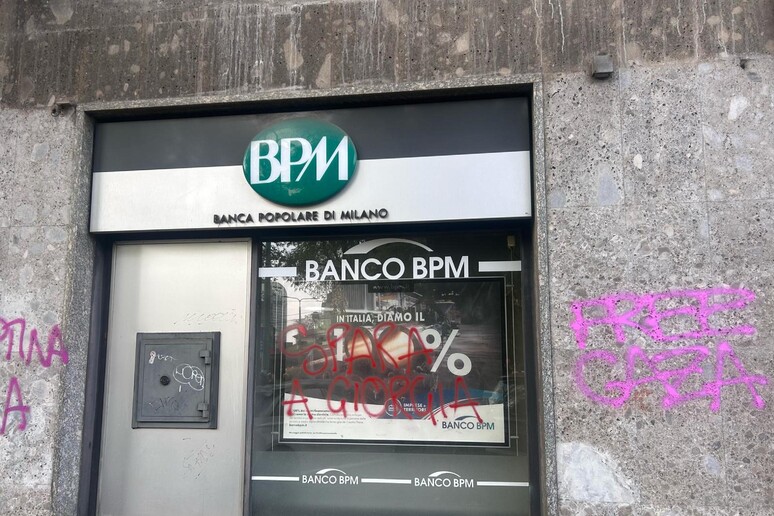 BPM
BANCA POPOLARE DI MILANO
BANCO BPM
IN ITALIA, DIAMO IL
%
SPARA
A GIORGIA
BANCO BPM
BANCO BPM
BANCO BPM
TINA
A
FREE
GAZA